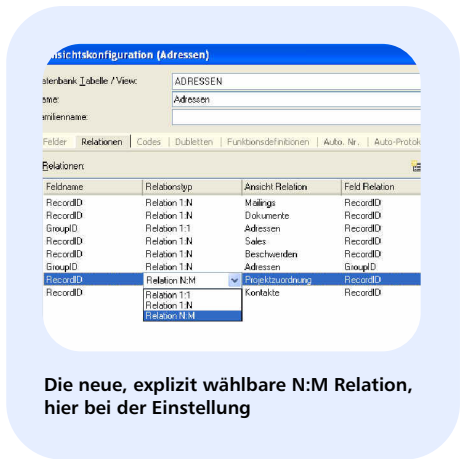 nsichtskonfiguration (Adressen)
atenbank Tabelle / View: ADRESSEN
ame: Adressen
amilienname:
Felder Relationen Codes Dubletten Funktionsdefinitionen Auto. Nr. Auto-Protok
Relationen:
Feldname Relationstyp Ansicht Relation Feld Relation
RecordID Relation 1:N Mailings RecordID
RecordID Relation 1:N Dokumente RecordID
GroupID Relation 1:1 Adressen RecordID
RecordID Relation 1:N Sales RecordID
RecordID Relation 1:N Beschwerden RecordID
GroupID Relation 1:N Adressen GroupID
RecordID Relation N:M Projektzuordnung RecordID
RecordID Relation 1:1 Kontakte RecordID
Relation 1:N
Relation N:M
Die neue, explizit wählbare N:M Relation,
hier bei der Einstellung